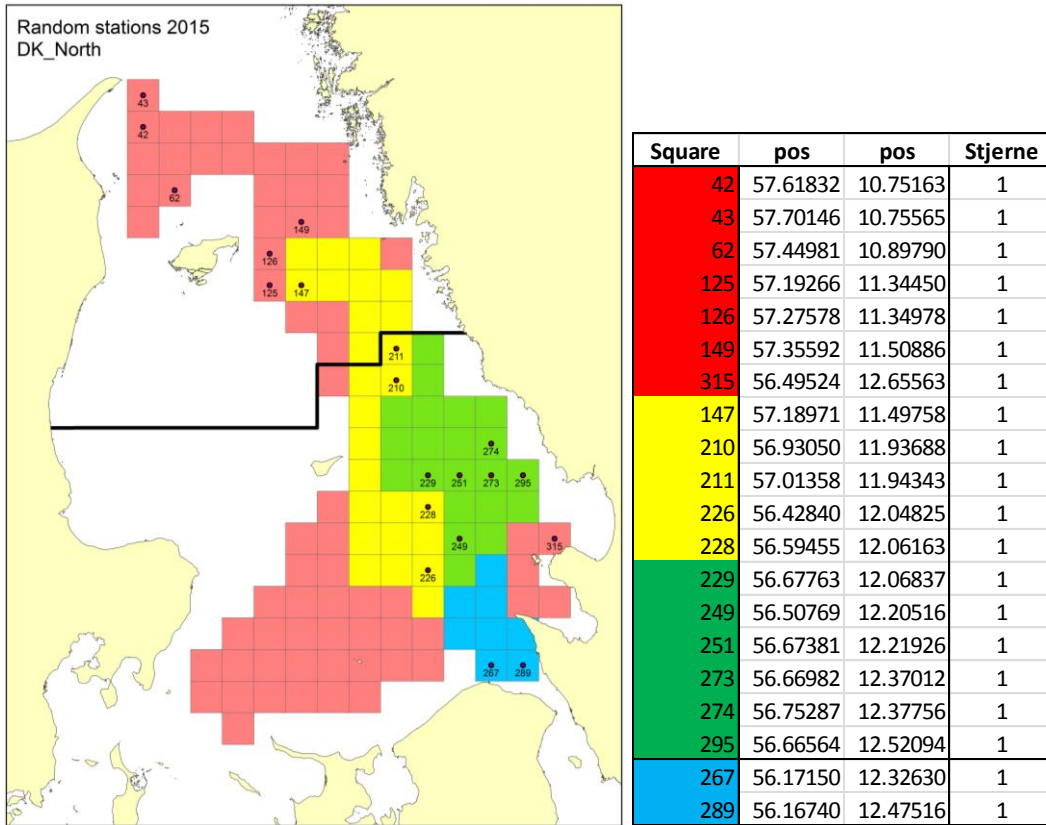 Random stations 2015
DK_North
43
42
62
149
126
125 147
211
210
274
229 251 273 295
228
249 315
226
267 289
Square pos pos Stjerne
42 57.61832 10.75163 1
43 57.70146 10.75565 1
62 57.44981 10.89790 1
125 57.19266 11.34450 1
126 57.27578 11.34978 1
149 57.35592 11.50886 1
315 56.49524 12.65563 1
147 57.18971 11.49758 1
210 56.93050 11.93688 1
211 57.01358 11.94343 1
226 56.42840 12.04825 1
228 56.59455 12.06163 1
229 56.67763 12.06837 1
249 56.50769 12.20516 1
251 56.67381 12.21926 1
273 56.66982 12.37012 1
274 56.75287 12.37756 1
295 56.66564 12.52094 1
267 56.17150 12.32630 1
289 56.16740 12.47516 1